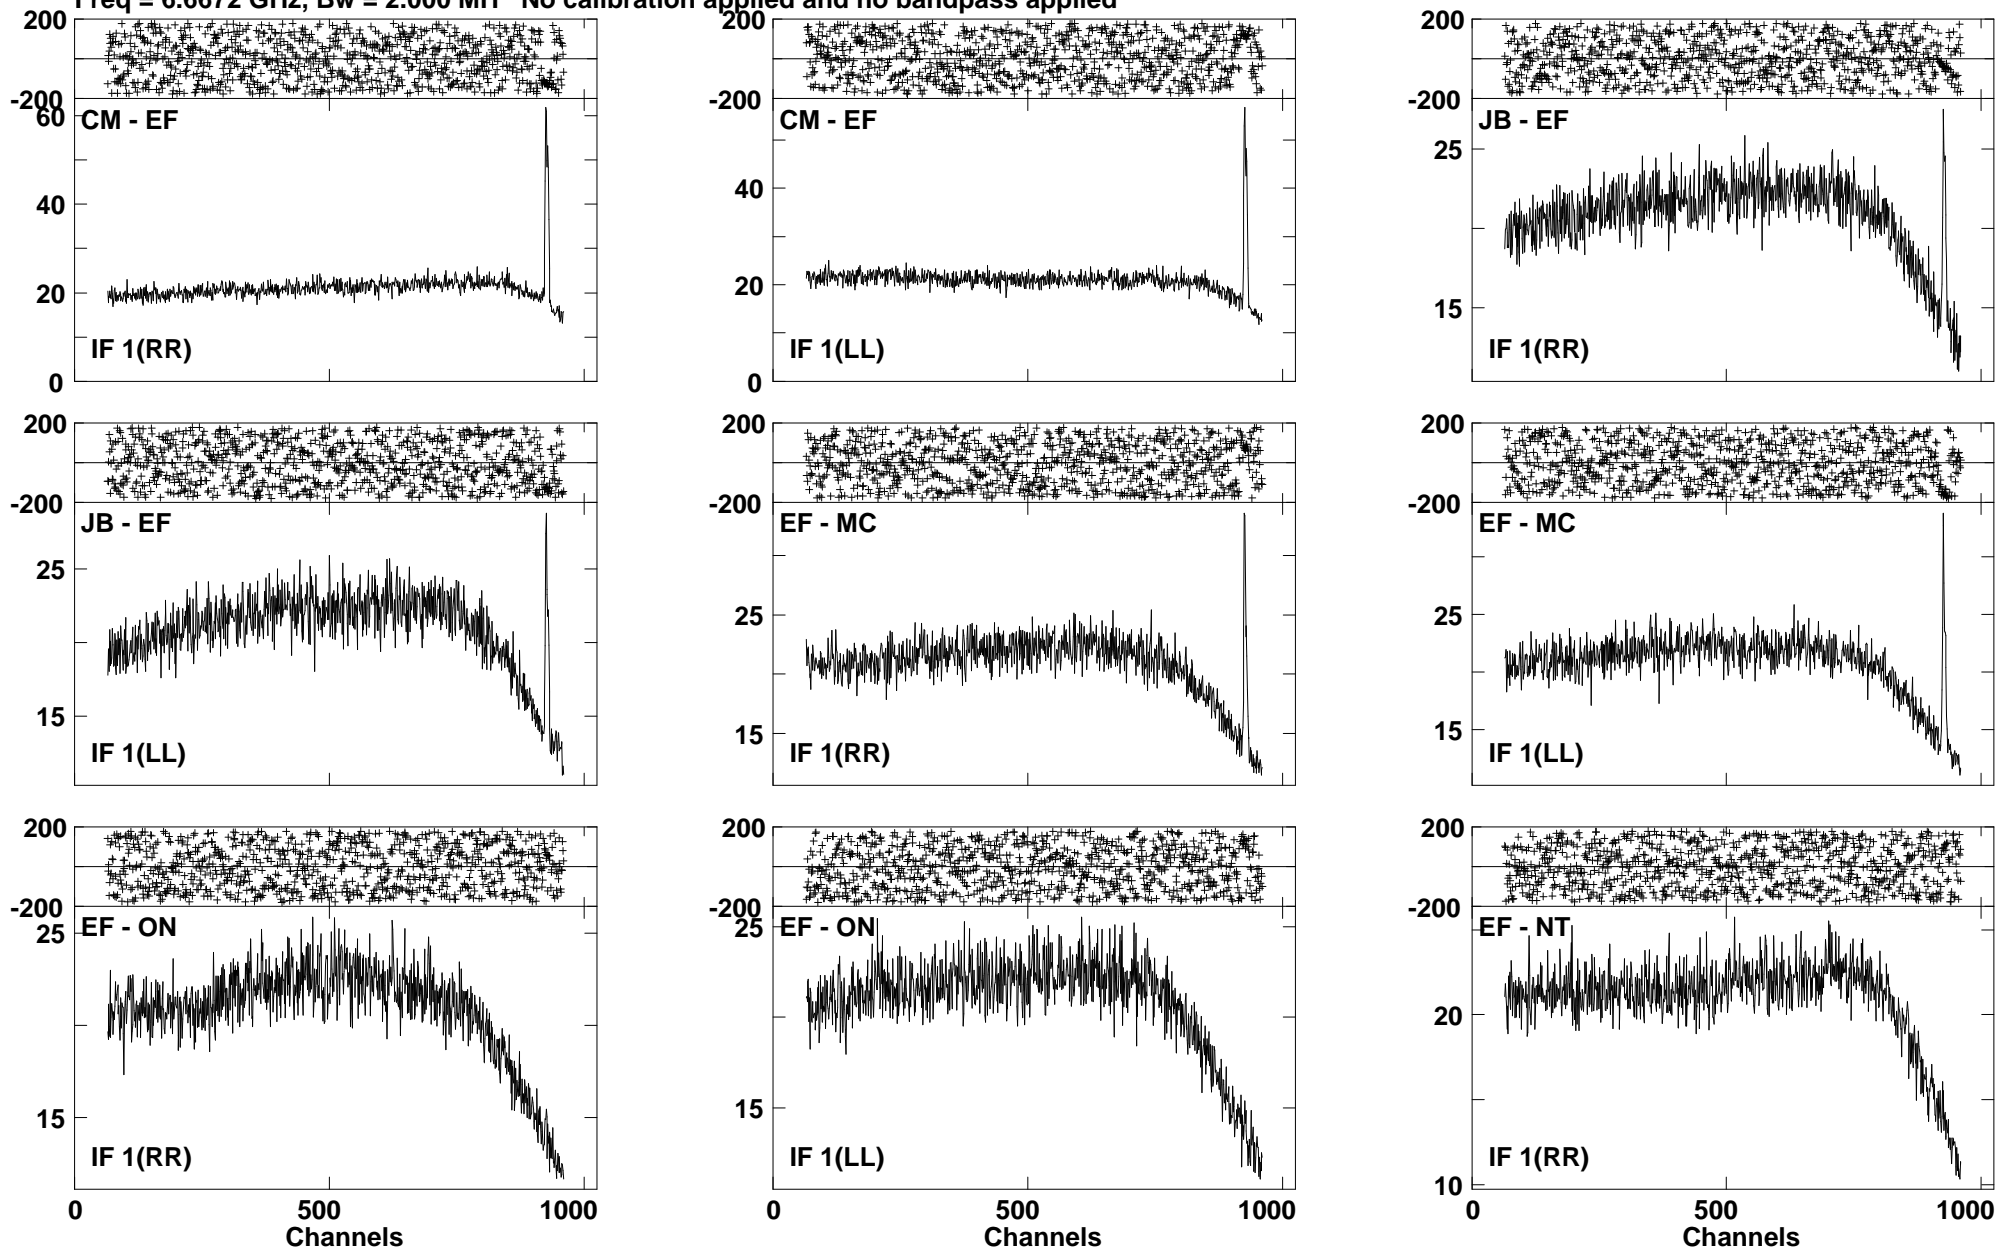 Freq = 6.6672 GHz, Bw = 2.000 MH No calibration applied and no bandpass applied
200 200 200
-200 -200 -200
60
CM - EF CM - EF JB - EF
25
40 40
20 20
15
IF 1(RR) IF 1(LL) IF 1(RR)
0 0
200 200 200
-200 -200 -200
JB - EF EF - MC EF - MC
25 25 25
15 15 15
IF 1(LL) IF 1(RR) IF 1(LL)
200 200 200
-200 -200 -200
25 EF - ON 25 EF - ON EF - NT
20
15 15
IF 1(RR) IF 1(LL) IF 1(RR)
10
0 500 1000 0 500 1000 0 500 1000
Channels Channels Channels